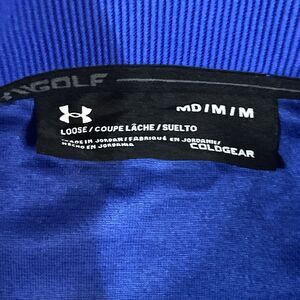 GOLF
MD/M/M
LOOSE/COUPE LÂCHE/SUELTO
MADE IN JORDAN/FABRIQUÉ EN JORDANIE/
HECHO EN JORDANIA
COLDGEAR